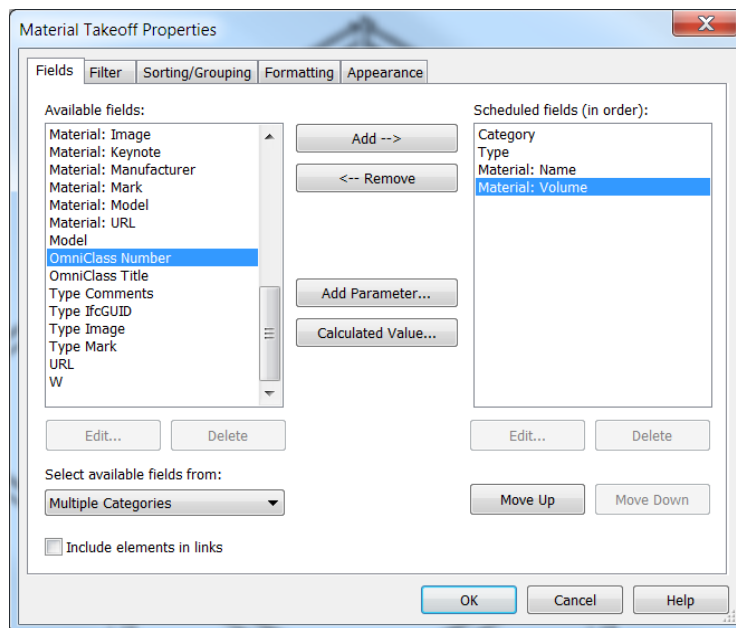 Material Takeoff Properties
Fields Filter Sorting/Grouping Formatting Appearance
Available fields:
Material: Image
Material: Keynote
Material: Manufacturer
Material: Mark
Material: Model
Material: URL
Model
OmniClass Number
OmniClass Title
Type Comments
Type IfcGUID
Type Image
Type Mark
URL
W
Edit... Delete
Select available fields from:
Multiple Categories
Include elements in links
Add -->
<-- Remove
Add Parameter...
Calculated Value...
Scheduled fields (in order):
Category
Type
Material: Name
Material: Volume
Edit... Delete
Move Up Move Down
OK Cancel Help